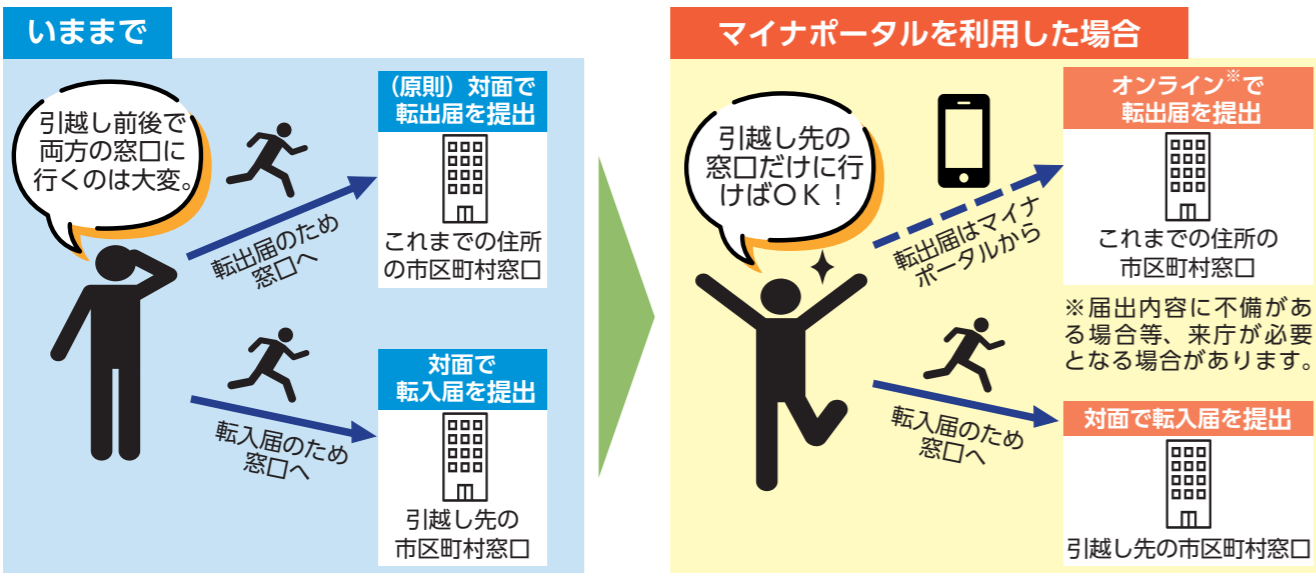 いままで
引越し前後で
両方の窓口に
行くのは大変。
(原則)対面で
転出届を提出
転出届のため
窓口へ
これまでの住所
の市区町村窓口
対面で
転入届を提出
転入届のため
窓口へ
引越し先の
市区町村窓口
マイナポータルを利用した場合
引越し先の
窓口だけに行
けばOK!
オンライン※で
転出届を提出
転出届はマイナ
ポータルから
これまでの住所の
市区町村窓口
※届出内容に不備があ
る場合等、来庁が必要
となる場合があります。
対面で転入届を提出
転入届のため
窓口へ
引越し先の市区町村窓口